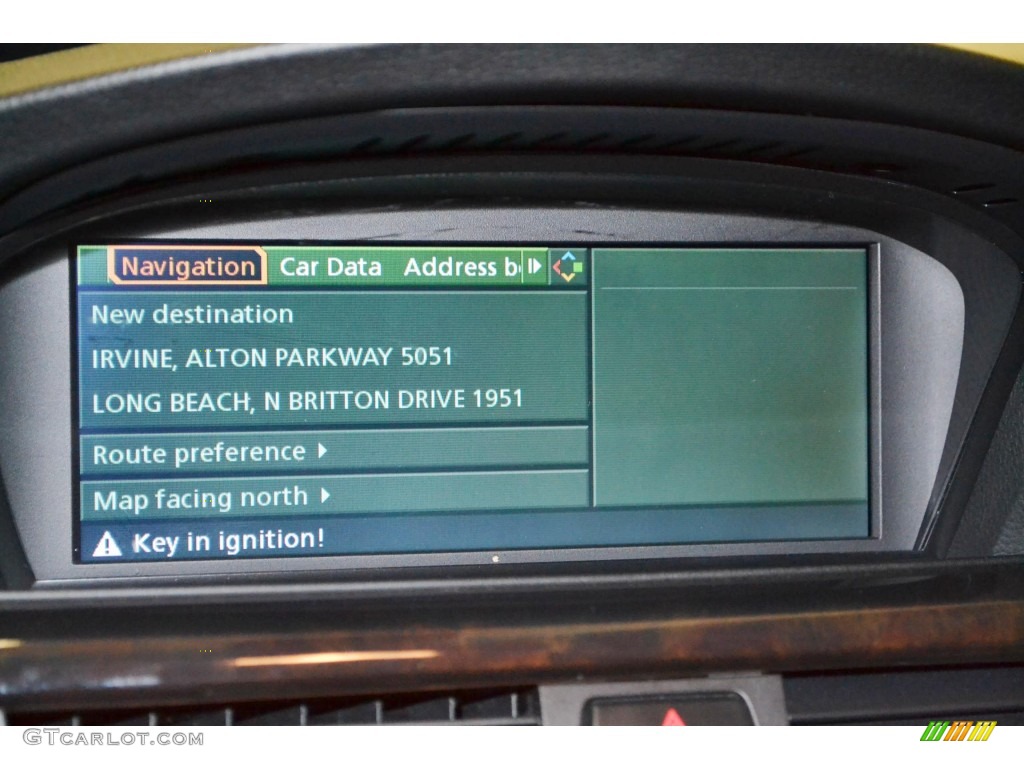 Navigation Car Data Address b
New destination
IRVINE, ALTON PARKWAY 5051
LONG BEACH, N BRITTON DRIVE 1951
Route preference
Map facing north
Key in ignition!
GTCARLOT.COM